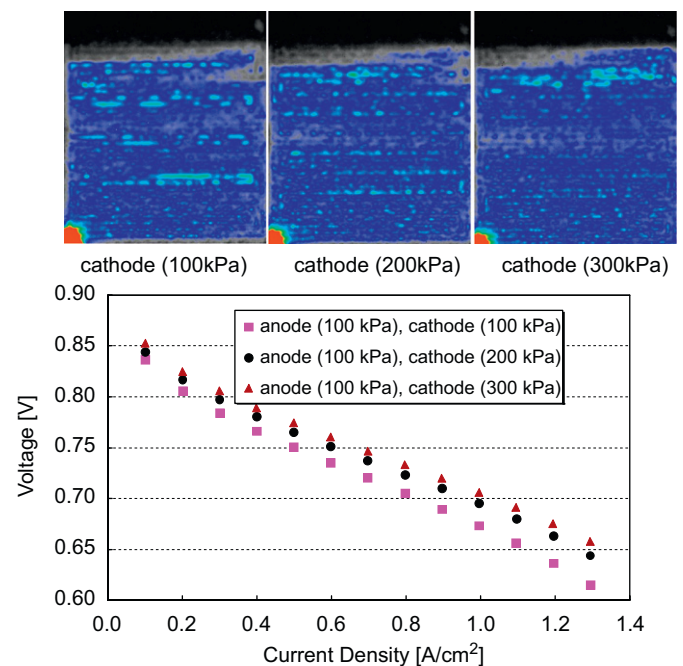 cathode (100kPa)
cathode (200kPa)
cathode (300kPa)
0.90
0.85
0.80
0.75
0.70
0.65
0.60
Voltage [V]
anode (100 kPa), cathode (100 kPa)
anode (100 kPa), cathode (200 kPa)
anode (100 kPa), cathode (300 kPa)
0.0 0.2 0.4 0.6 0.8 1.0 1.2 1.4
Current Density [A/cm²]